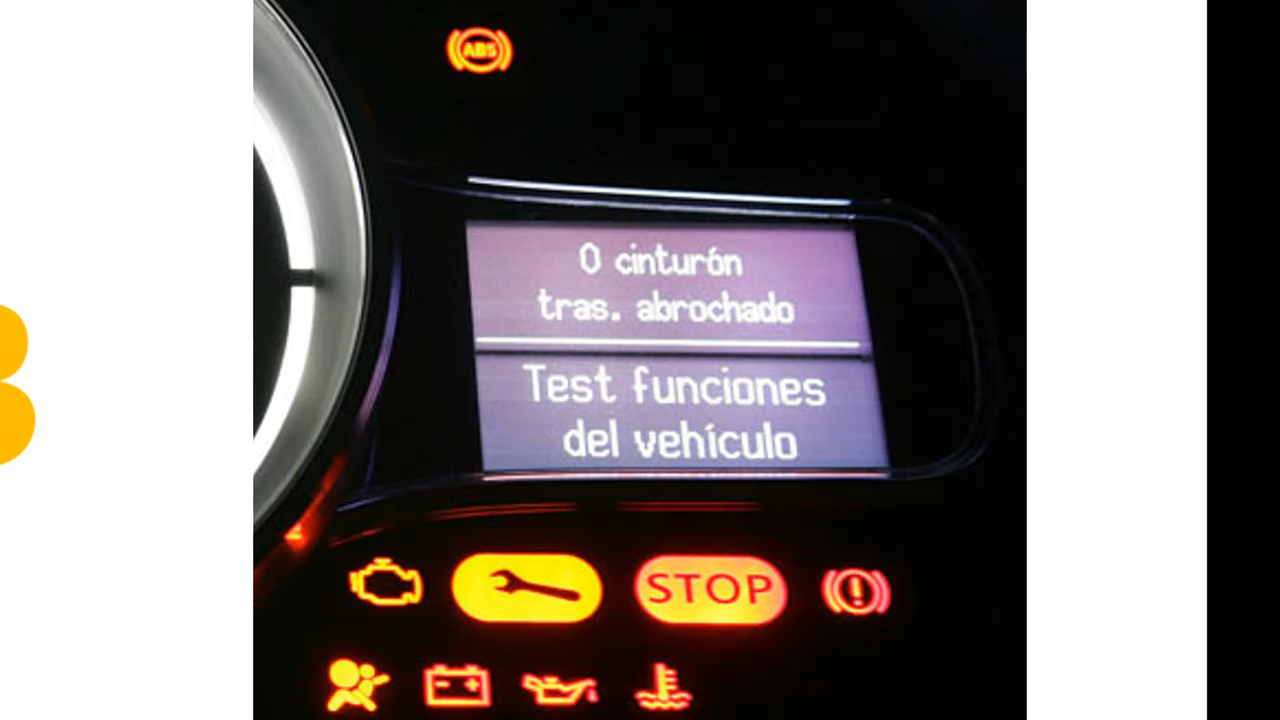 ABS
0 cinturón
tras. abrochado
Test funciones
del vehículo
STOP